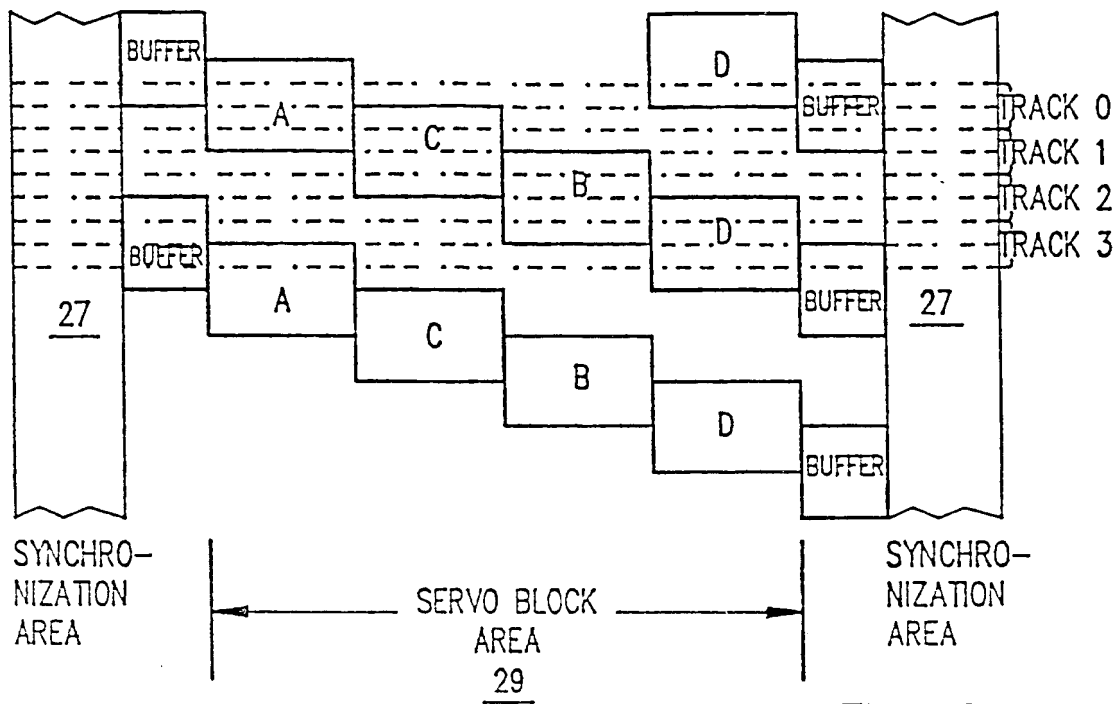 BUFFER
D
A
BUFFER
TRACK 0
C
TRACK 1
B
TRACK 2
D
TRACK 3
BUFFER
27
A
BUFFER
27
C
B
D
BUFFER
SYNCHRO-
NIZATION
AREA
SERVO BLOCK
AREA
29
SYNCHRO-
NIZATION
AREA